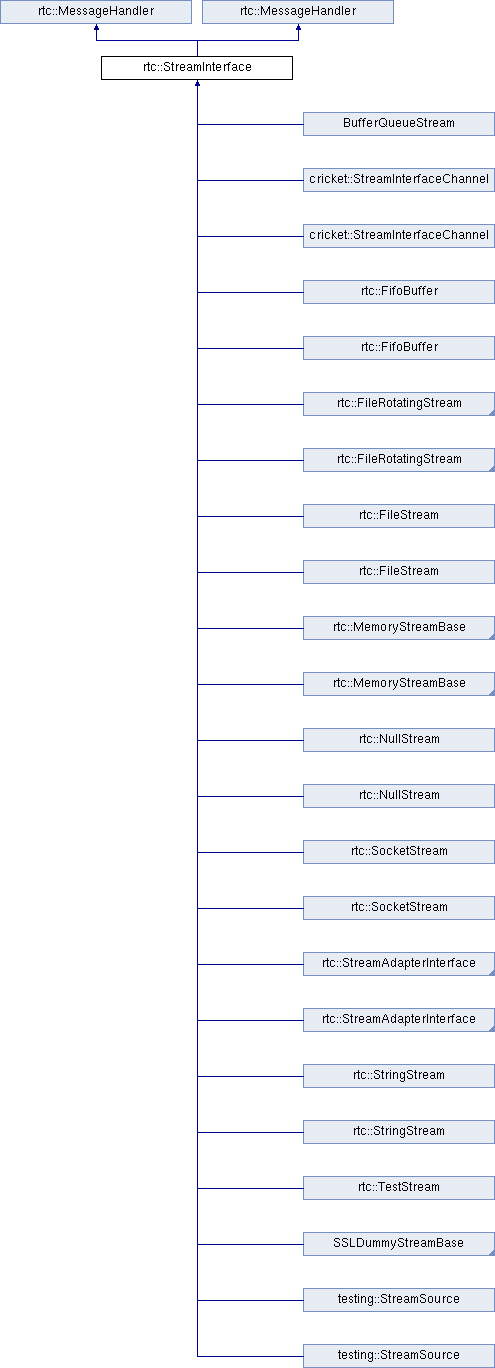 rtc::MessageHandler
rtc::MessageHandler
rtc::StreamInterface
BufferQueueStream
cricket::StreamInterfaceChannel
cricket::StreamInterfaceChannel
rtc::FifoBuffer
rtc::FifoBuffer
rtc::FileRotatingStream
rtc::FileRotatingStream
rtc::FileStream
rtc::FileStream
rtc::MemoryStreamBase
rtc::MemoryStreamBase
rtc::NullStream
rtc::NullStream
rtc::SocketStream
rtc::SocketStream
rtc::StreamAdapterInterface
rtc::StreamAdapterInterface
rtc::StringStream
rtc::StringStream
rtc::TestStream
SSLDummyStreamBase
testing::StreamSource
testing::StreamSource